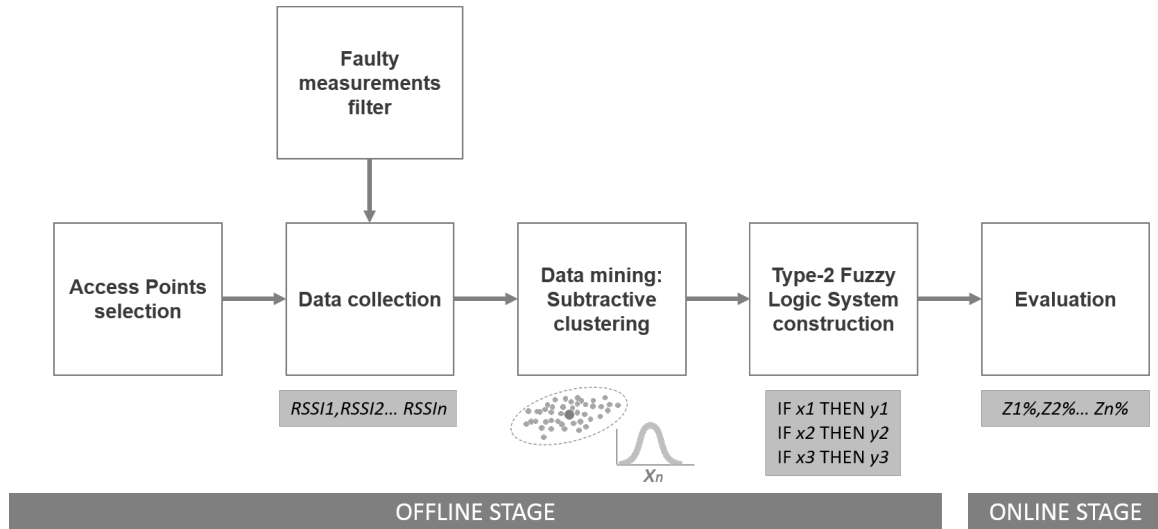 Faulty
measurements
filter
Access Points
selection
Data collection
Data mining:
Subtractive
clustering
Type-2 Fuzzy
Logic System
construction
Evaluation
RSSI1,RSSI2... RSSIn
Xn
IF x1 THEN y1
IF x2 THEN y2
IF x3 THEN y3
Z1%,Z2%... Zn%
OFFLINE STAGE
ONLINE STAGE